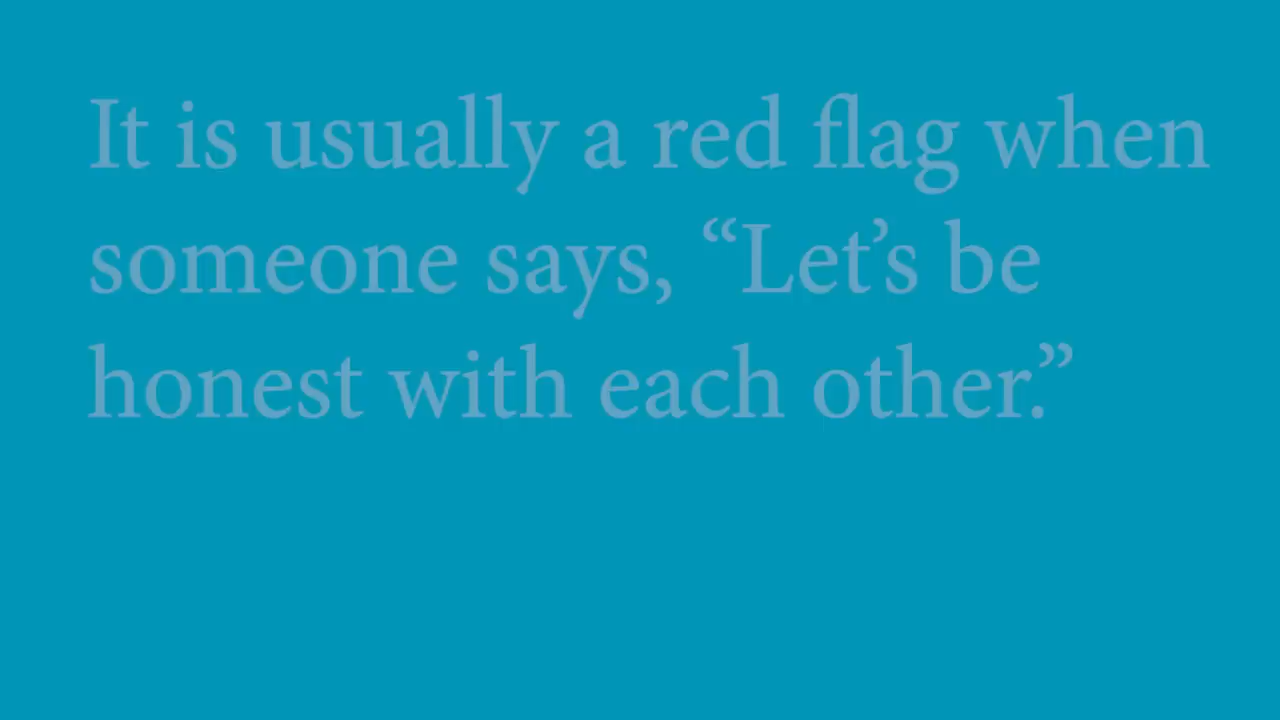 It is usually a red flag when
someone says, “Let’s be
honest with each other.”